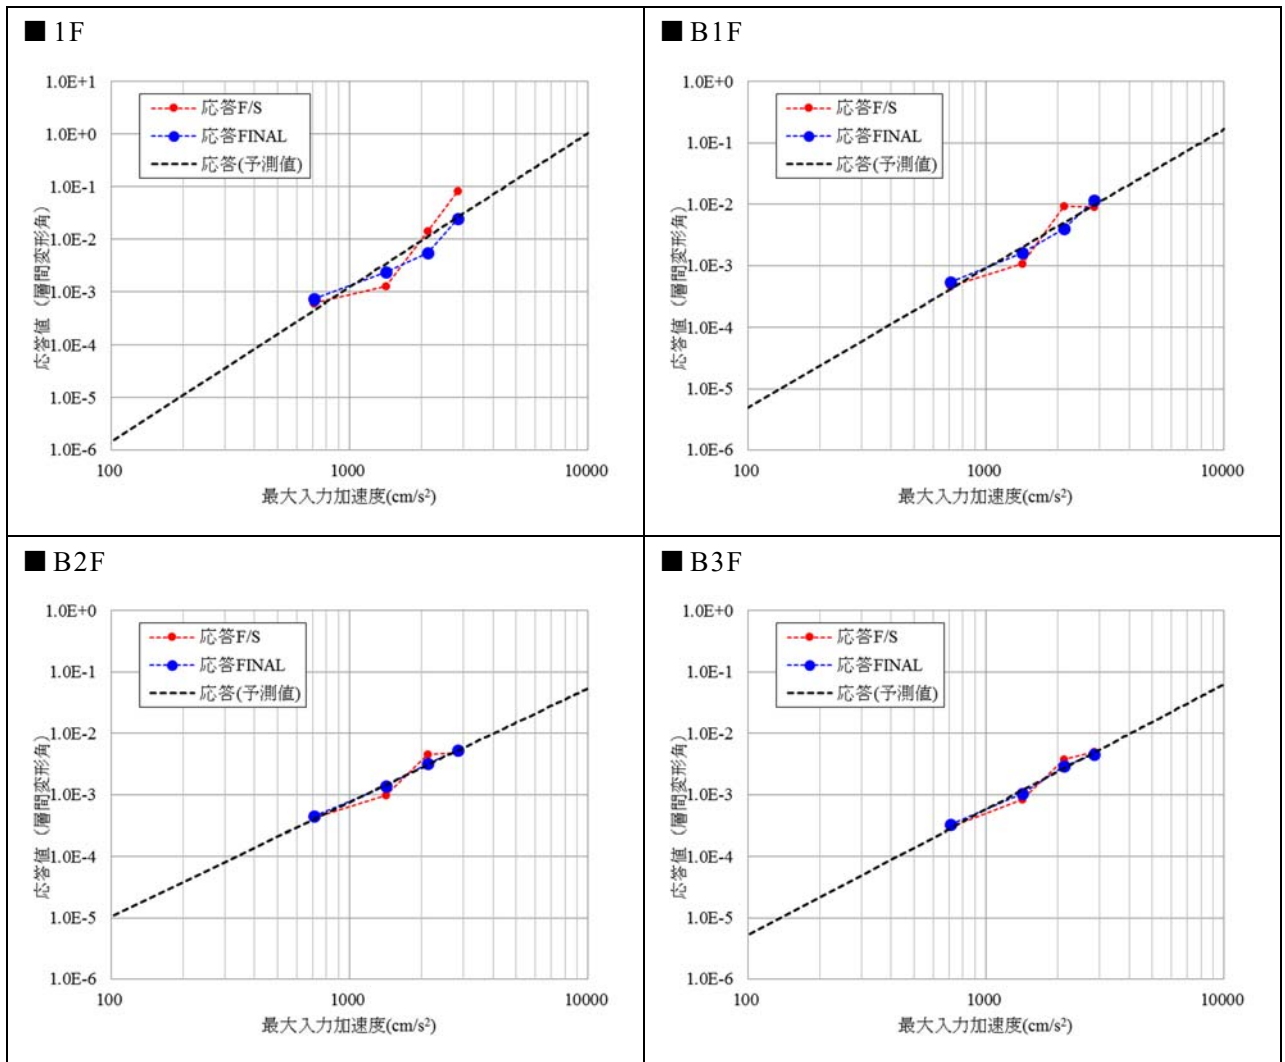 ■ 1F
1.0E+1
1.0E+0
1.0E-1
1.0E-2
1.0E-3
1.0E-4
1.0E-5
1.0E-6
応答値（層間変形角）
応答F/S
応答FINAL
応答(予測値)
100
1000
10000
最大入力加速度(cm/s²)
■ B1F
1.0E+0
1.0E-1
1.0E-2
1.0E-3
1.0E-4
1.0E-5
1.0E-6
応答値（層間変形角）
応答F/S
応答FINAL
応答(予測値)
100
1000
10000
最大入力加速度(cm/s²)
■ B2F
1.0E+0
1.0E-1
1.0E-2
1.0E-3
1.0E-4
1.0E-5
1.0E-6
応答値（層間変形角）
応答F/S
応答FINAL
応答(予測値)
100
1000
10000
最大入力加速度(cm/s²)
■ B3F
1.0E+0
1.0E-1
1.0E-2
1.0E-3
1.0E-4
1.0E-5
1.0E-6
応答値（層間変形角）
応答F/S
応答FINAL
応答(予測値)
100
1000
10000
最大入力加速度(cm/s²)